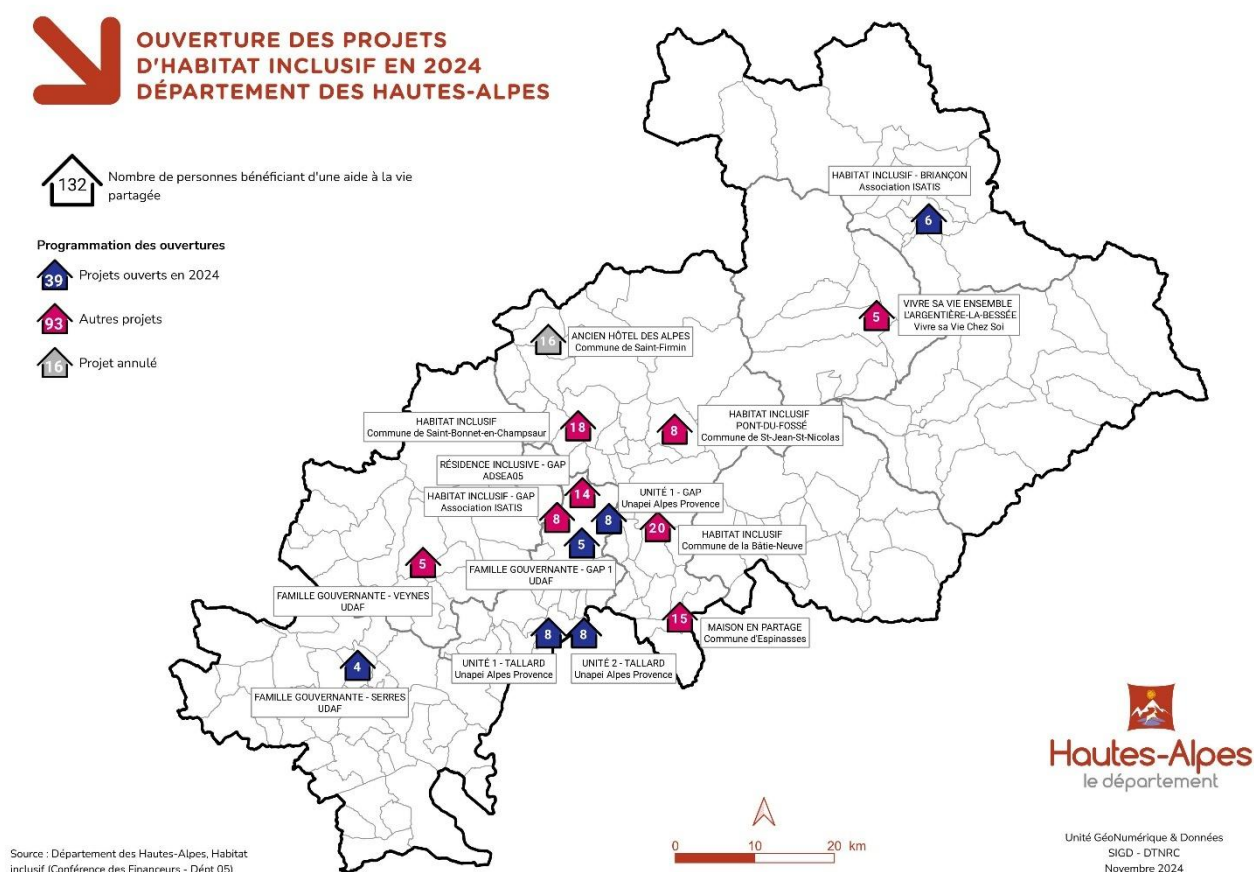 OUVERTURE DES PROJETS
D'HABITAT INCLUSIF EN 2024
DÉPARTEMENT DES HAUTES-ALPES
132
Nombre de personnes bénéficiant d'une aide à la vie
partagée
Programmation des ouvertures
39 Projets ouverts en 2024
93 Autres projets
16 Projet annulé
HABITAT INCLUSIF - BRIANÇON
Association ISATIS
6
5
VIVRE SA VIE ENSEMBLE
L'ARGENTIÈRE-LA-BESSÉE
Vivre sa Vie Chez Soi
16
ANCIEN HÔTEL DES ALPES
Commune de Saint-Firmin
HABITAT INCLUSIF
Commune de Saint-Bonnet-en-Champsaur
18
8
HABITAT INCLUSIF
PONT-DU-FOSSÉ
Commune de St-Jean-St-Nicolas
RÉSIDENCE INCLUSIVE - GAP
ADSEA05
14
HABITAT INCLUSIF - GAP
Association ISATIS
8
UNITÉ 1 - GAP
Unapei Alpes Provence
8
20
HABITAT INCLUSIF
Commune de la Bâtie-Neuve
5
FAMILLE GOUVERNANTE - GAP 1
UDAF
5
FAMILLE GOUVERNANTE - VEYNES
UDAF
15
MAISON EN PARTAGE
Commune d'Espinasses
8
UNITÉ 1 - TALLARD
Unapei Alpes Provence
8
UNITÉ 2 - TALLARD
Unapei Alpes Provence
4
FAMILLE GOUVERNANTE - SERRES
UDAF
Hautes-Alpes
le département
0 10 20 km
Source : Département des Hautes-Alpes, Habitat
inclusif (Conférence des Financeurs - Dépt 05)
Unité GéoNumérique & Données
SIGD - DTNRC
Novembre 2024